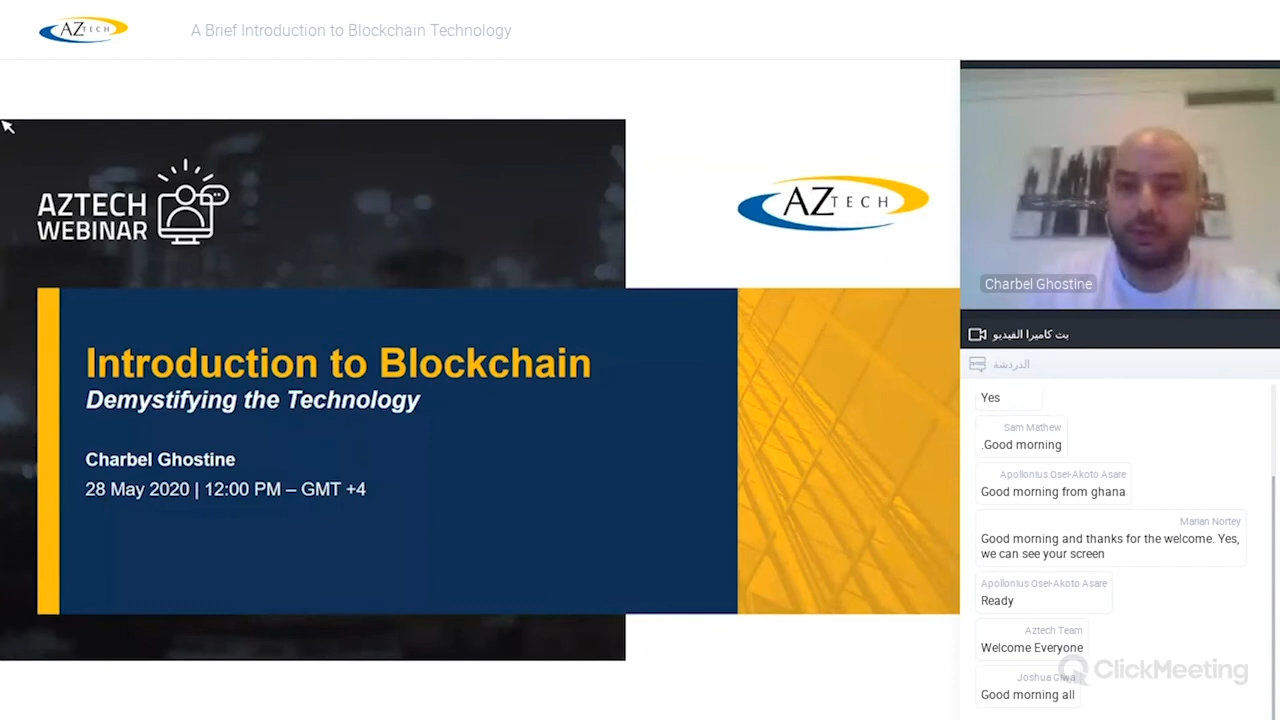 AZTECH
A Brief Introduction to Blockchain Technology
AZTECH
WEBINAR
AZTECH
Introduction to Blockchain
Demystifying the Technology
Charbel Ghostine
28 May 2020 | 12:00 PM – GMT +4
Charbel Ghostine
بث كاميرا الفيديو
الدردشة
Yes
Sam Mathew
.Good morning
Apollonius Osei-Akoto Asare
Good morning from ghana
Marian Nortey
Good morning and thanks for the welcome. Yes,
we can see your screen
Apollonius Osei-Akoto Asare
Ready
Aztech Team
Welcome Everyone
Joshua Giwa
Good morning all
ClickMeeting